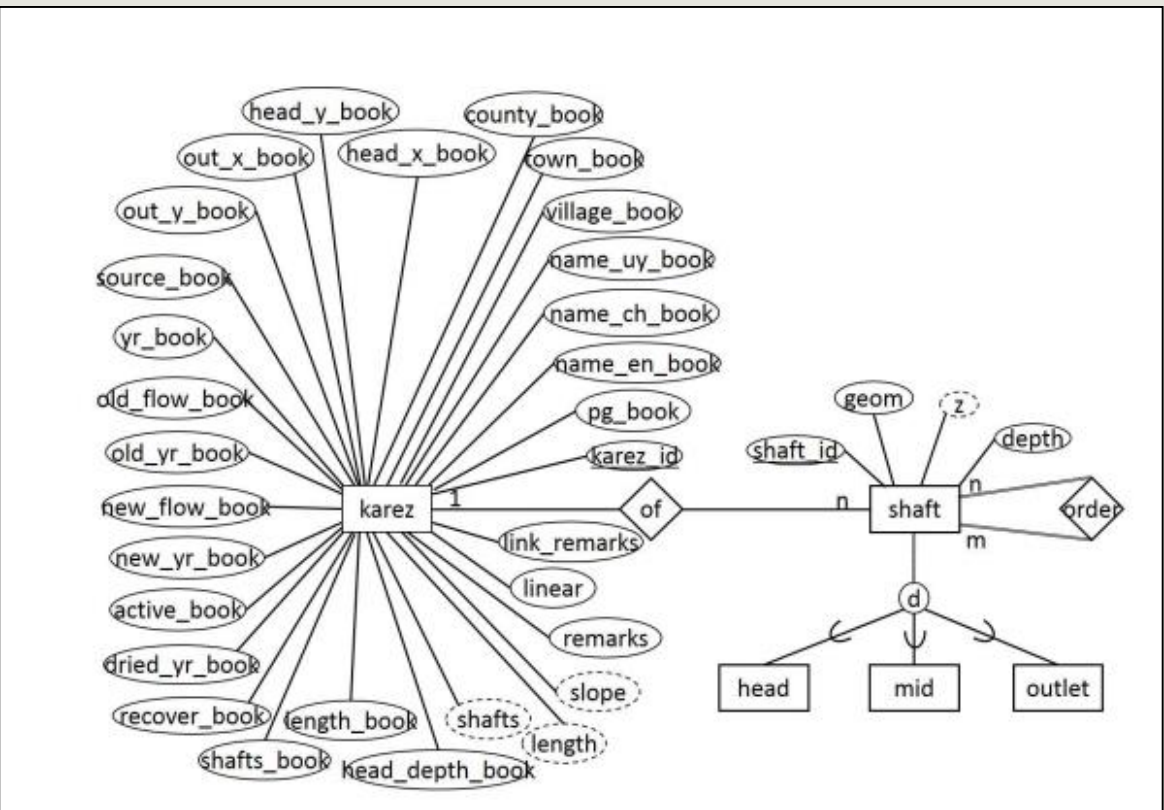 head_y_book
county_book
out_x_book
head_x_book
town_book
out_y_book
village_book
name_uy_book
source_book
name_ch_book
yr_book
name_en_book
old_flow_book
geom
z
pg_book
depth
old_yr_book
karez_id
shaft_id
new_flow_book
karez
1
of
n
shaft
n
order
m
link_remarks
new_yr_book
linear
active_book
d
remarks
dried_yr_book
slope
head
mid
outlet
recover_book
length_book
shafts
length
shafts_book
head_depth_book